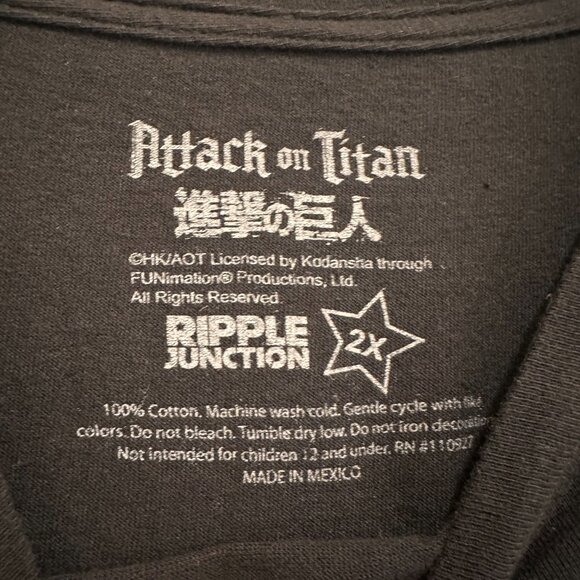 Attack on Titan
進撃の巨人
©HK/AOT Licensed by Kodansha through
FUNimation® Productions, Ltd.
All Rights Reserved.
RIPPLE
JUNCTION
2X
100% Cotton. Machine wash cold. Gentle cycle with like
colors. Do not bleach. Tumble dry low. Do not iron
Not intended for children 12 and under. RN #110927
MADE IN MEXICO